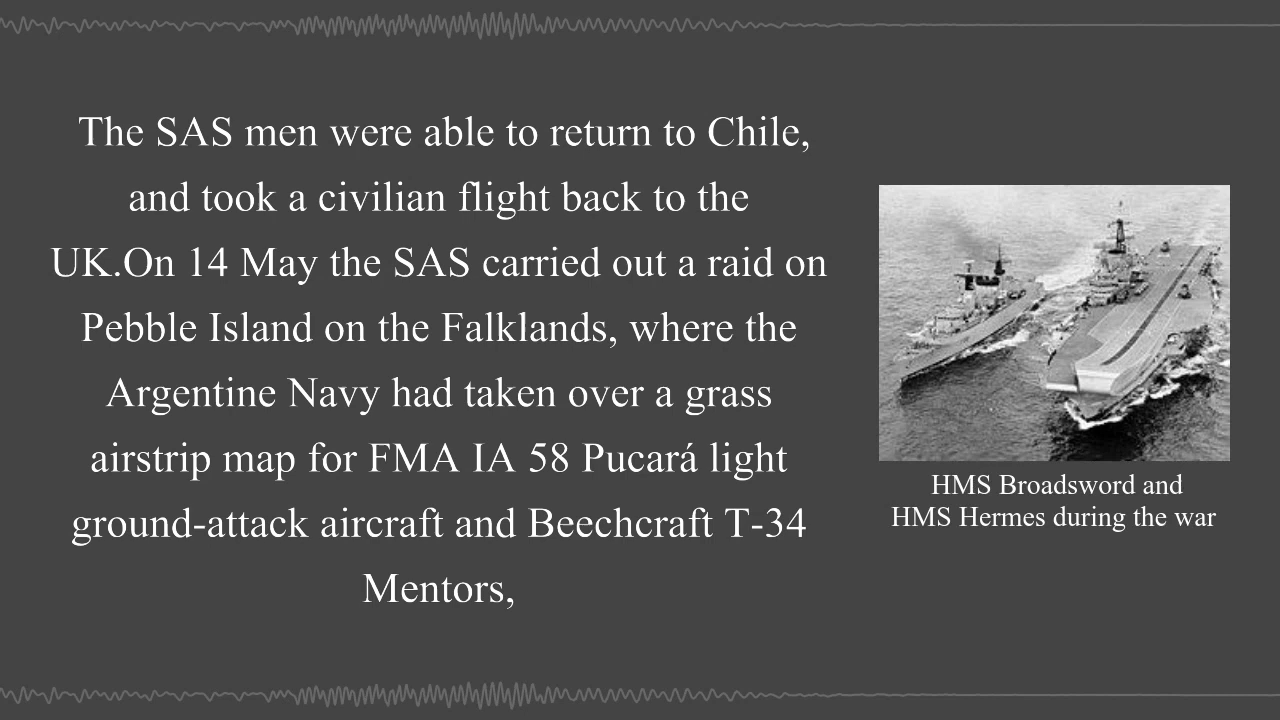 The SAS men were able to return to Chile,
and took a civilian flight back to the
UK.On 14 May the SAS carried out a raid on
Pebble Island on the Falklands, where the
Argentine Navy had taken over a grass
airstrip map for FMA IA 58 Pucará light
ground-attack aircraft and Beechcraft T-34
Mentors,
HMS Broadsword and
HMS Hermes during the war